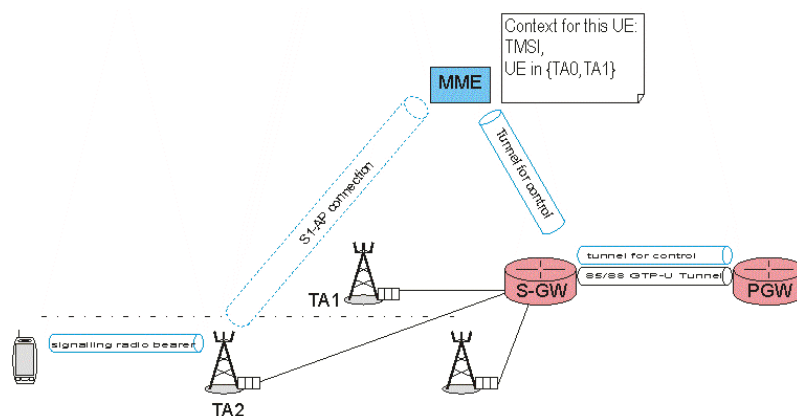 Context for this UE:
TMSI,
UE in {TA0,TA1}
MME
Tunnel for control
S1-AP connection
tunnel for control
S5/S8 GTP-U Tunnel
S-GW
PGW
TA1
signalling radio bearer
TA2